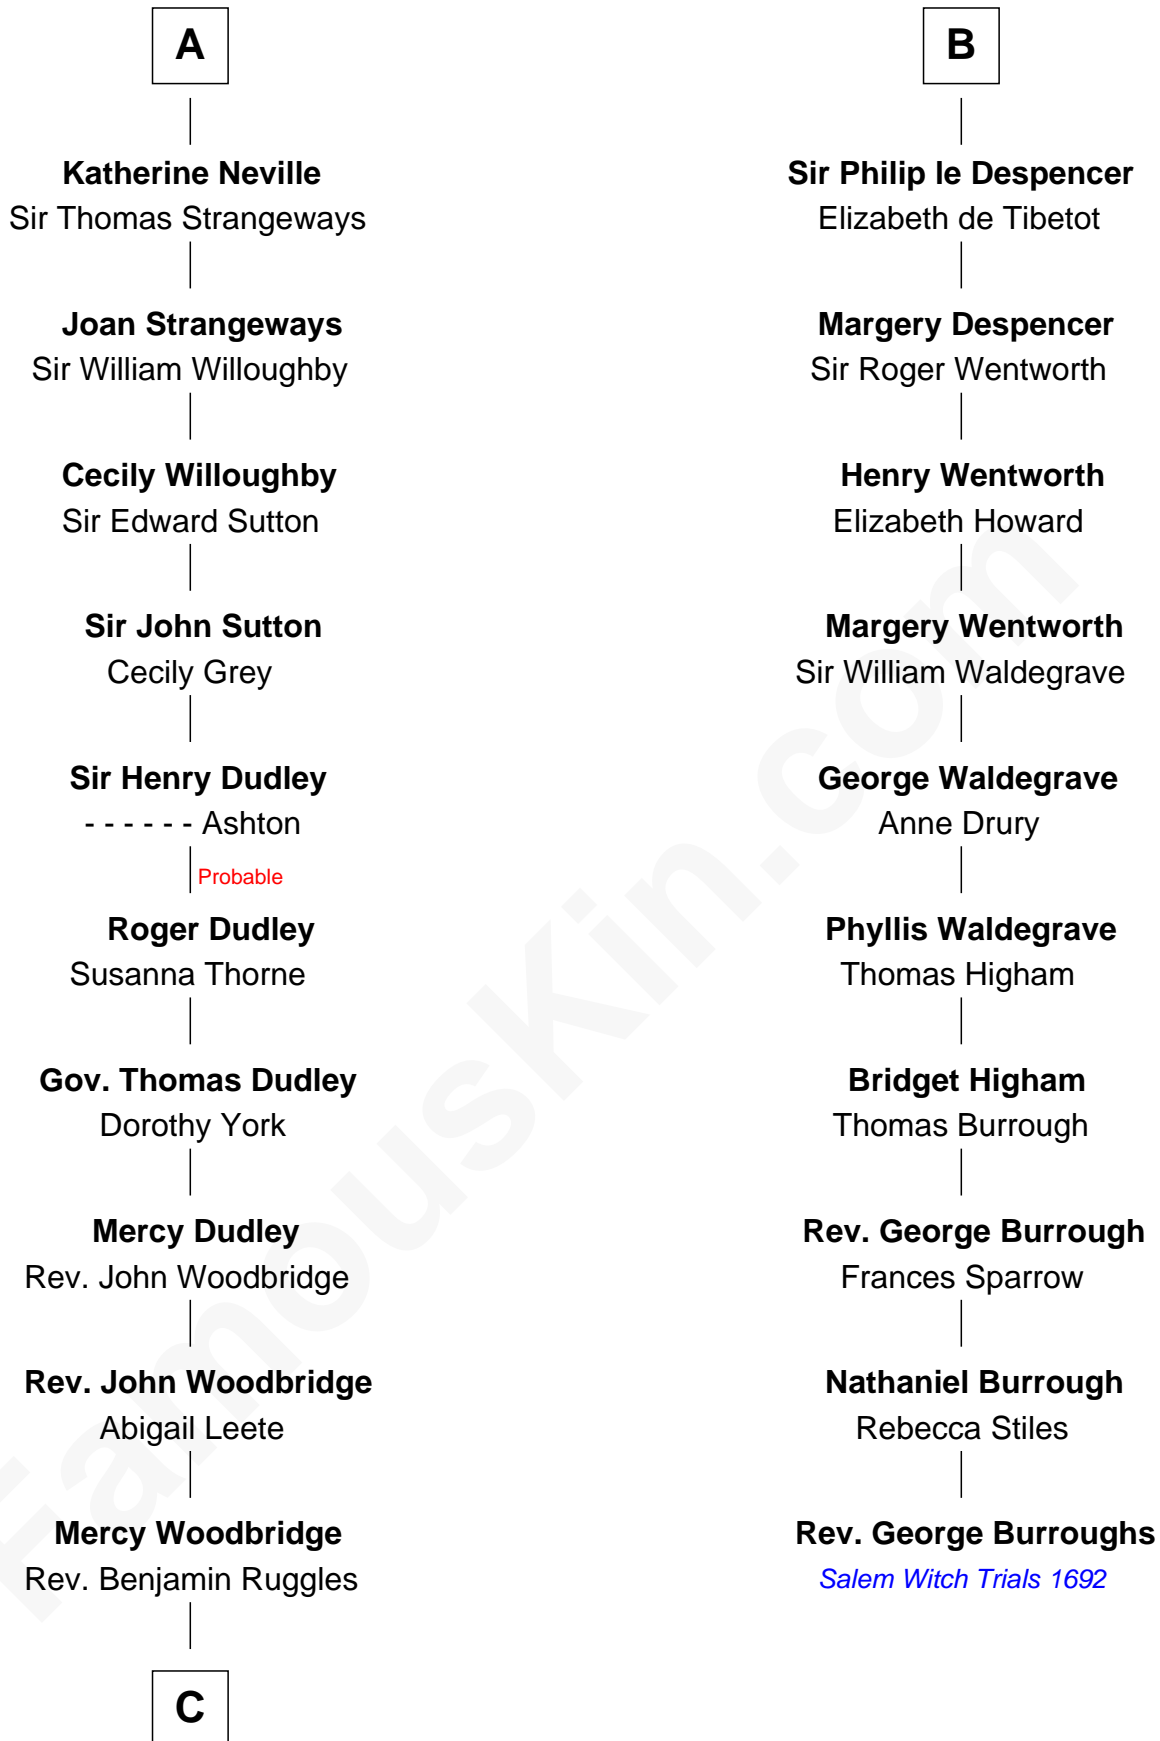 A
Katherine Neville
Sir Thomas Strangeways
Joan Strangeways
Sir William Willoughby
Cecily Willoughby
Sir Edward Sutton
Sir John Sutton
Cecily Grey
Sir Henry Dudley
- - - - - - Ashton
Probable
Roger Dudley
Susanna Thorne
Gov. Thomas Dudley
Dorothy York
Mercy Dudley
Rev. John Woodbridge
Rev. John Woodbridge
Abigail Leete
Mercy Woodbridge
Rev. Benjamin Ruggles
C
B
Sir Philip le Despencer
Elizabeth de Tibetot
Margery Despencer
Sir Roger Wentworth
Henry Wentworth
Elizabeth Howard
Margery Wentworth
Sir William Waldegrave
George Waldegrave
Anne Drury
Phyllis Waldegrave
Thomas Higham
Bridget Higham
Thomas Burrough
Rev. George Burrough
Frances Sparrow
Nathaniel Burrough
Rebecca Stiles
Rev. George Burroughs
Salem Witch Trials 1692
FamousKin.com